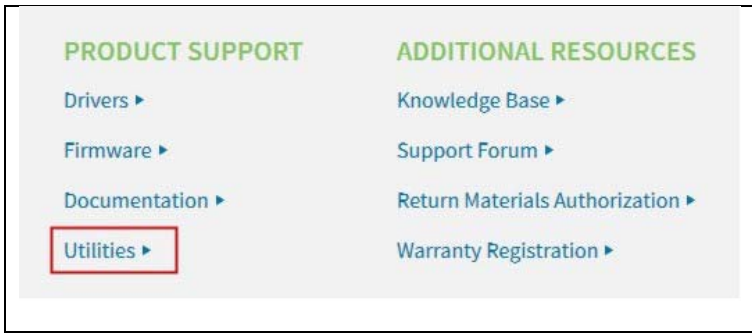 PRODUCT SUPPORT
Drivers ▸
Firmware ▸
Documentation ▸
Utilities ▸
ADDITIONAL RESOURCES
Knowledge Base ▸
Support Forum ▸
Return Materials Authorization ▸
Warranty Registration ▸